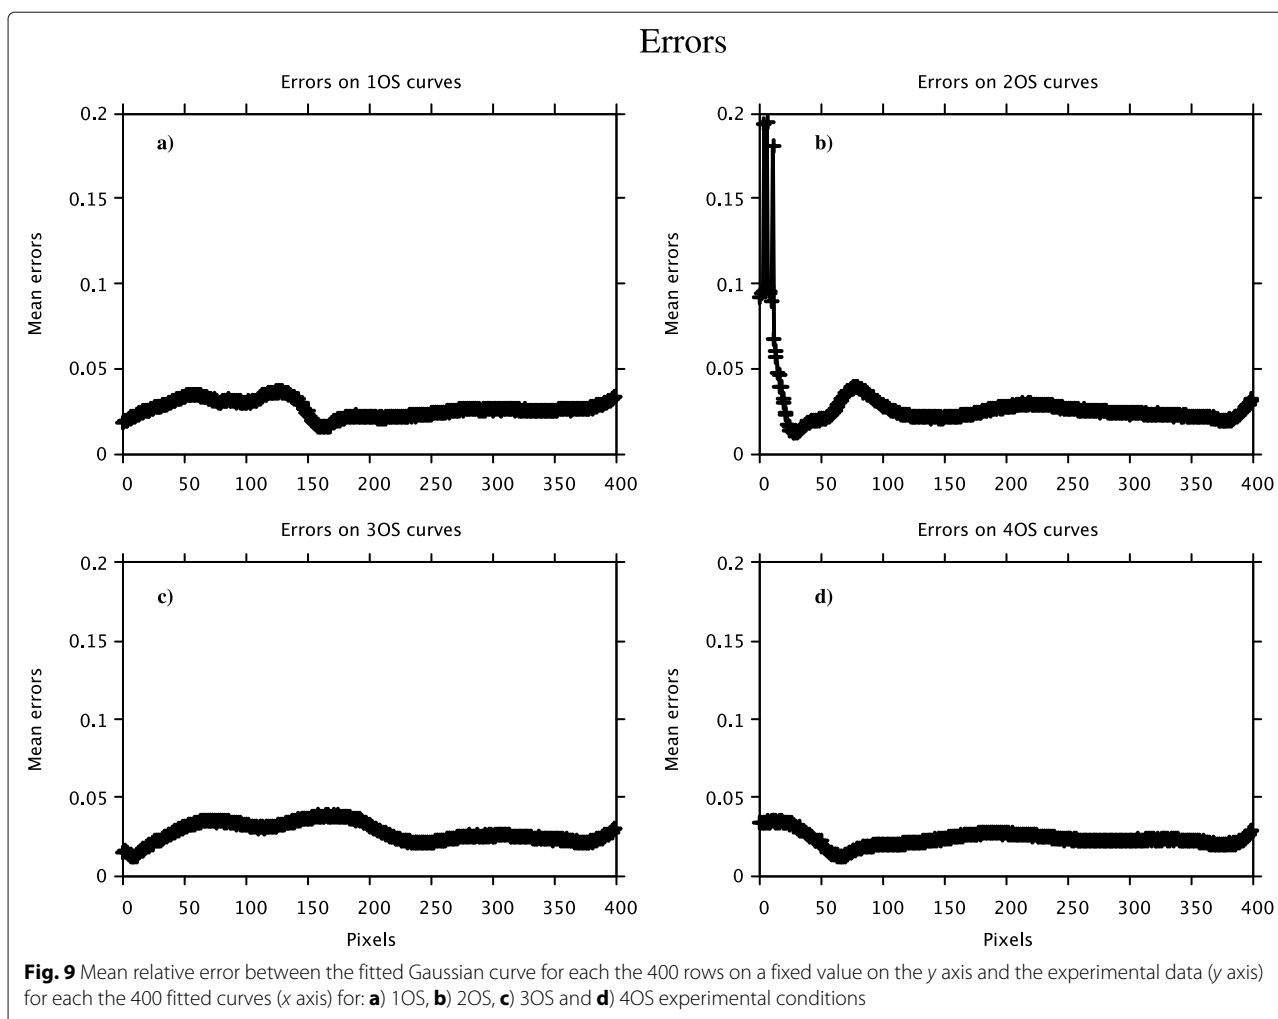 Errors
Errors on 1OS curves
Errors on 2OS curves
a)
b)
Mean errors
0.2
0.15
0.1
0.05
0
0 50 100 150 200 250 300 350 400
Mean errors
0.2
0.15
0.1
0.05
0
0 50 100 150 200 250 300 350 400
Errors on 3OS curves
Errors on 4OS curves
c)
d)
Mean errors
0.2
0.15
0.1
0.05
0
0 50 100 150 200 250 300 350 400
Pixels
Mean errors
0.2
0.15
0.1
0.05
0
0 50 100 150 200 250 300 350 400
Pixels
Fig. 9 Mean relative error between the fitted Gaussian curve for each the 400 rows on a fixed value on the y axis and the experimental data (y axis)
for each the 400 fitted curves (x axis) for: a) 1OS, b) 2OS, c) 3OS and d) 4OS experimental conditions